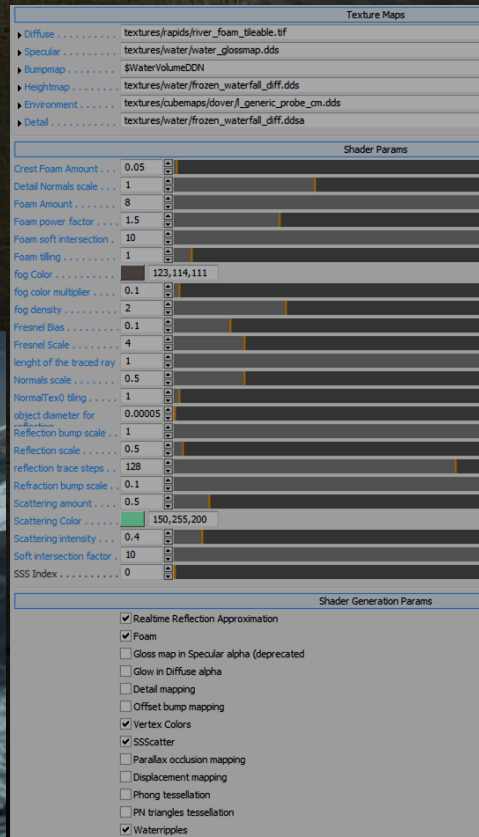 Texture Maps
Diffuse . . . . . . . . textures/rapids/river_foam_tileable.tif
Specular . . . . . . . textures/water/water_glossmap.dds
Bumpmap . . . . . . . $WaterVolumeDDN
Heightmap . . . . . . textures/water/frozen_waterfall_diff.dds
Environment . . . . . textures/cubemaps/dover/l_generic_probe_cm.dds
Detail . . . . . . . . . textures/water/frozen_waterfall_diff.ddsa
Shader Params
Crest Foam Amount . . . 0.05
Detail Normals scale . . . 1
Foam Amount . . . . . . . 8
Foam power factor . . . . 1.5
Foam soft intersection . 10
Foam tilling . . . . . . . . 1
fog Color . . . . . . . . . . 123,114,111
fog color multiplier . . . . 0.1
fog density . . . . . . . . 2
Fresnel Bias . . . . . . . . 0.1
Fresnel Scale . . . . . . . 4
lenght of the traced ray 1
Normals scale . . . . . . . 0.5
NormalTex0 tiling . . . . . 1
object diameter for 0.00005
reflection
Reflection bump scale . . 1
Reflection scale . . . . . 0.5
reflection trace steps . . 128
Refraction bump scale . . 0.1
Scattering amount . . . . 0.5
Scattering Color . . . . . . 150,255,200
Scattering intensity . . . 0.4
Soft intersection factor . 10
SSS Index . . . . . . . . . . 0
Shader Generation Params
Realtime Reflection Approximation
Foam
Gloss map in Specular alpha (deprecated
Glow in Diffuse alpha
Detail mapping
Offset bump mapping
Vertex Colors
SSScatter
Parallax occlusion mapping
Displacement mapping
Phong tessellation
PN triangles tessellation
Waterripples